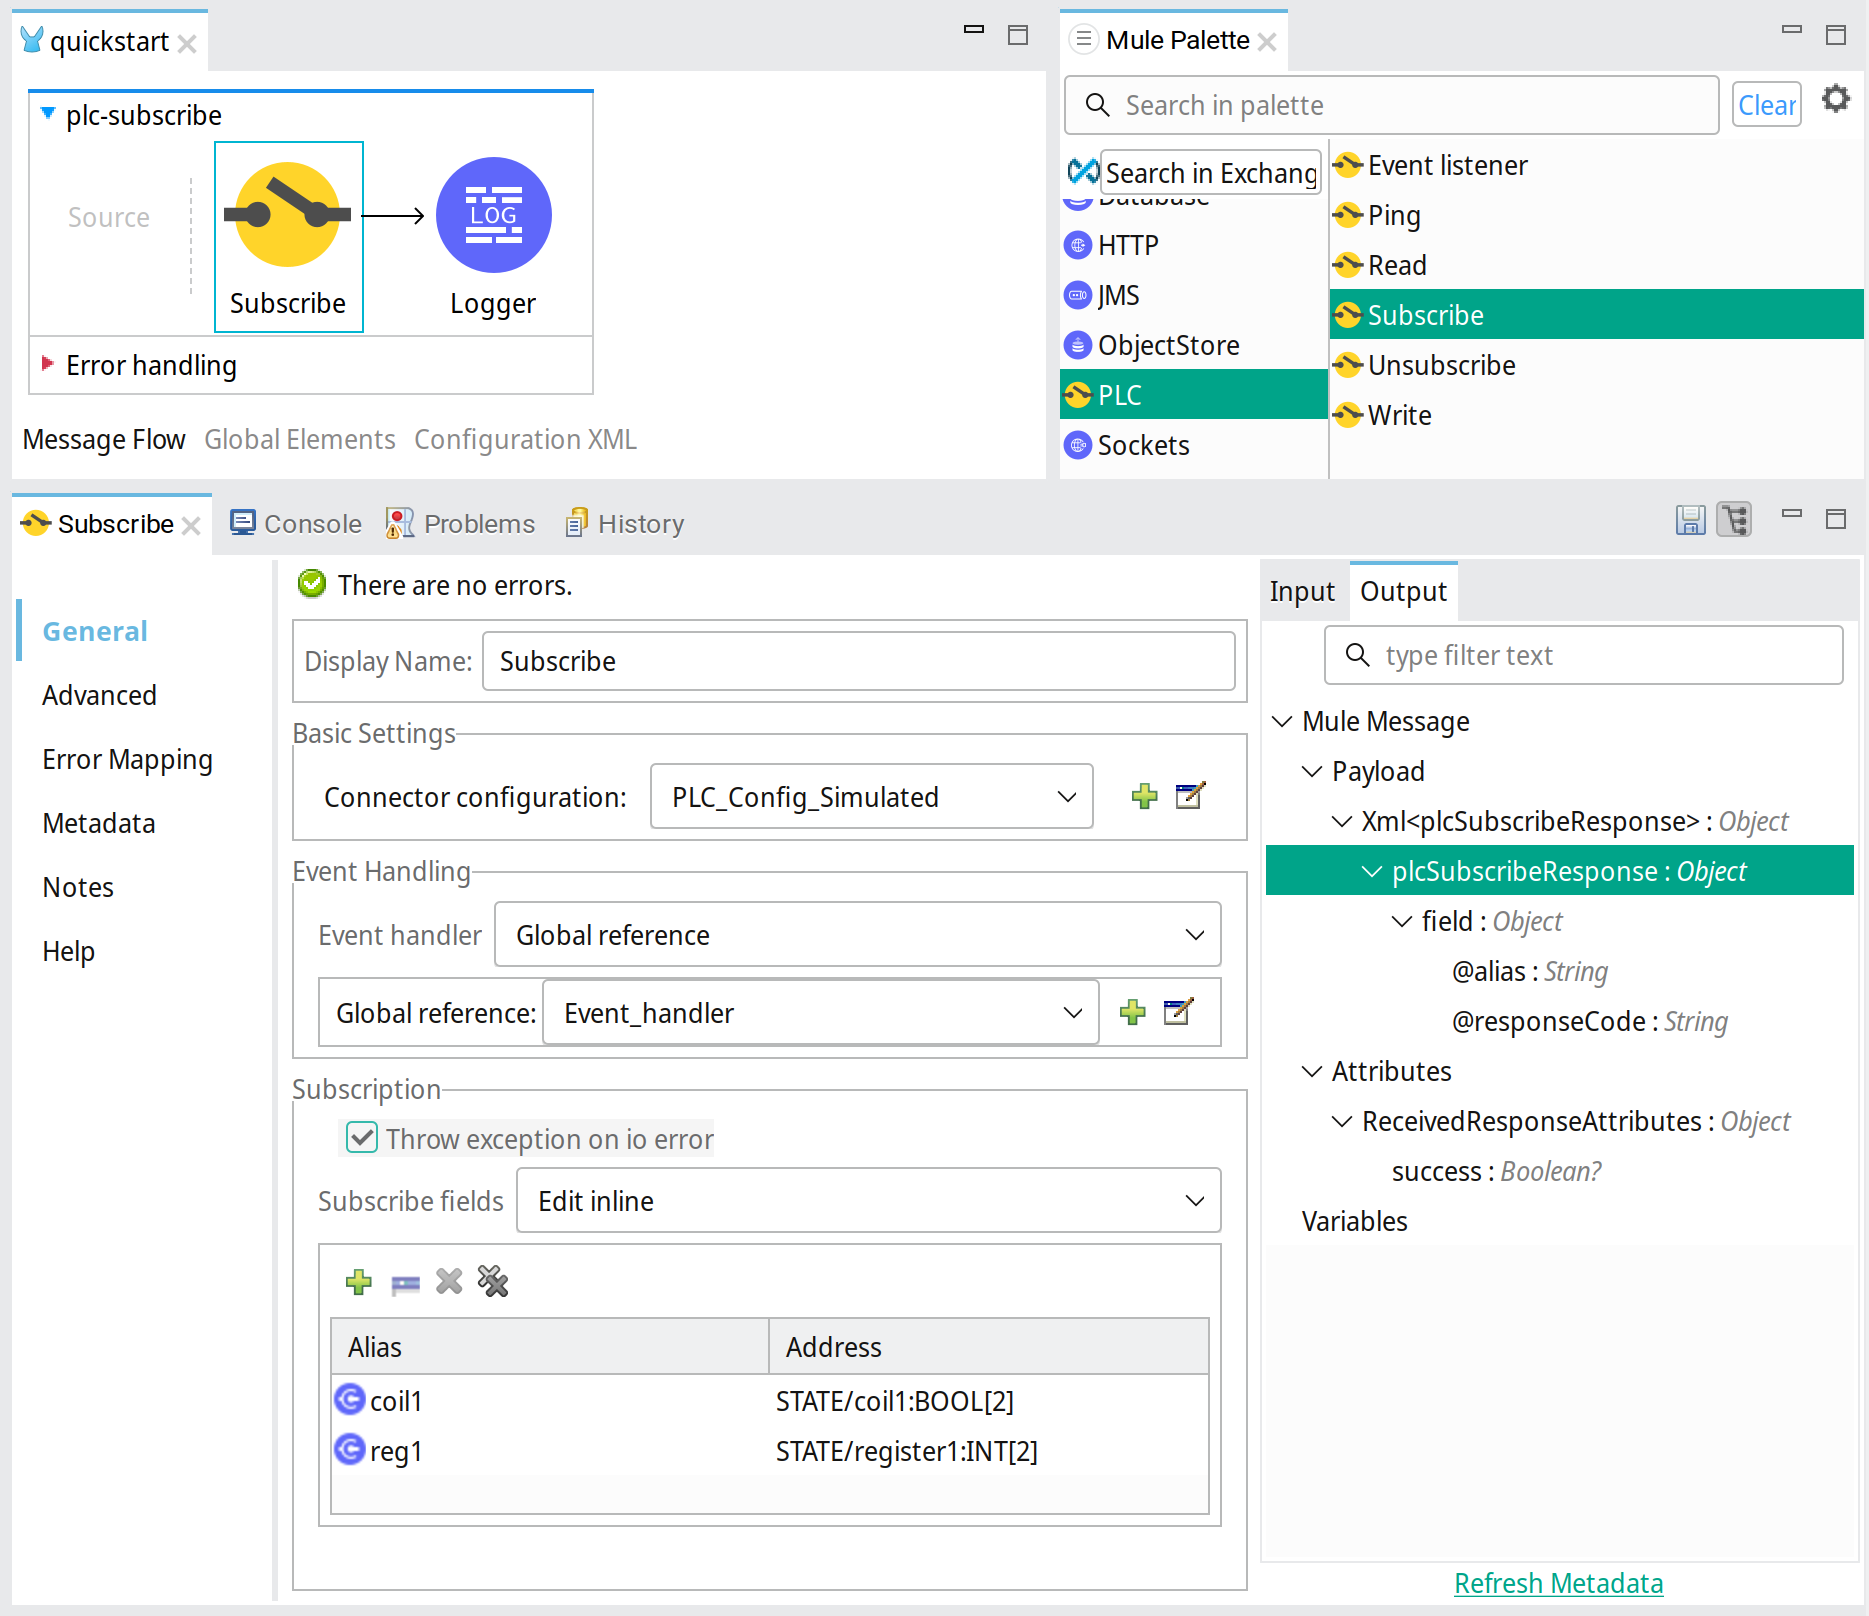 quickstart
plc-subscribe
Source
LOG
Subscribe
Logger
Error handling
Message Flow Global Elements Configuration XML
Mule Palette
Search in palette
Clear
Search in Exchang
Database
HTTP
JMS
ObjectStore
PLC
Sockets
Event listener
Ping
Read
Subscribe
Unsubscribe
Write
Subscribe Console Problems History
General
Advanced
Error Mapping
Metadata
Notes
Help
There are no errors.
Display Name: Subscribe
Basic Settings
Connector configuration: PLC_Config_Simulated
Event Handling
Event handler Global reference
Global reference: Event_handler
Subscription
Throw exception on io error
Subscribe fields Edit inline
Alias Address
coil1 STATE/coil1:BOOL[2]
reg1 STATE/register1:INT[2]
Input Output
type filter text
Mule Message
Payload
Xml<plcSubscribeResponse> : Object
plcSubscribeResponse : Object
field : Object
@alias : String
@responseCode : String
Attributes
ReceivedResponseAttributes : Object
success : Boolean?
Variables
Refresh Metadata